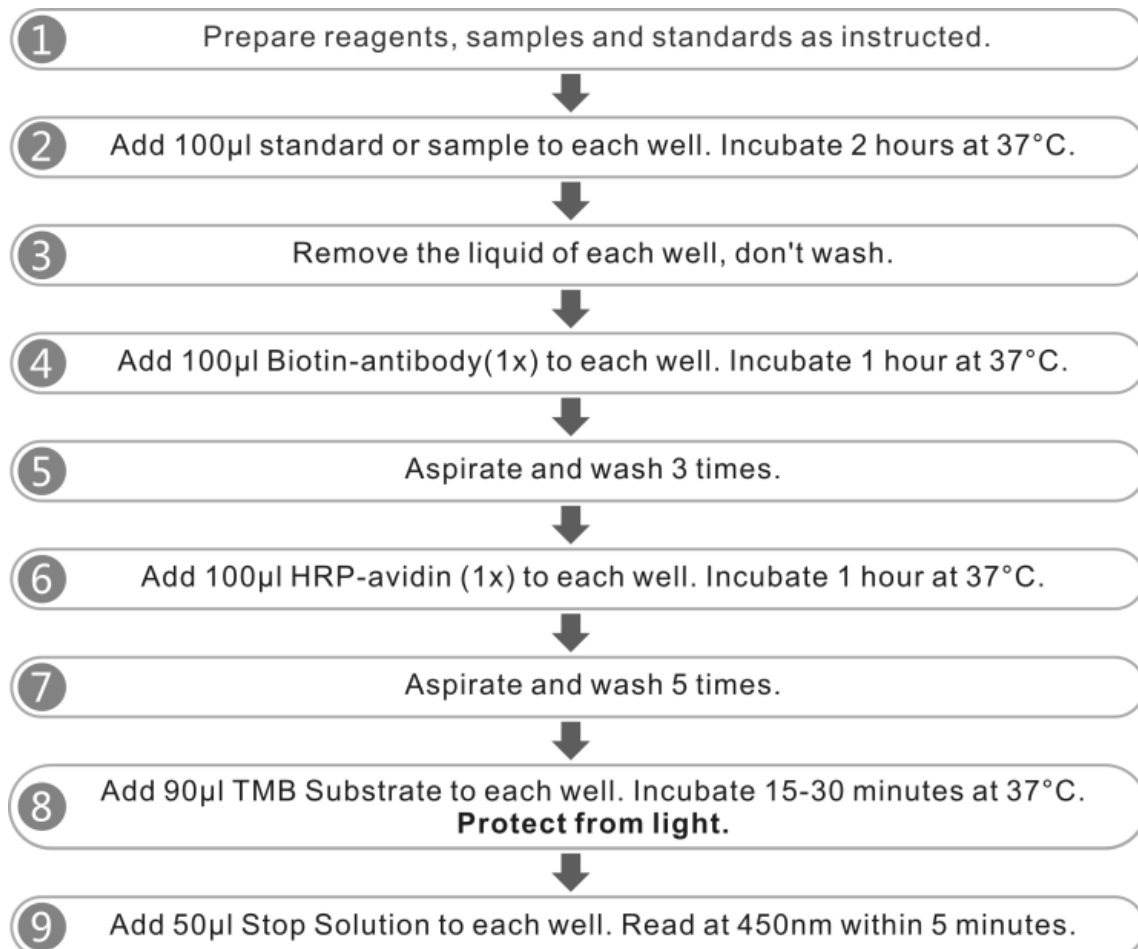 1 Prepare reagents, samples and standards as instructed.
2 Add 100μl standard or sample to each well. Incubate 2 hours at 37°C.
3 Remove the liquid of each well, don't wash.
4 Add 100μl Biotin-antibody(1x) to each well. Incubate 1 hour at 37°C.
5 Aspirate and wash 3 times.
6 Add 100μl HRP-avidin (1x) to each well. Incubate 1 hour at 37°C.
7 Aspirate and wash 5 times.
8 Add 90μl TMB Substrate to each well. Incubate 15-30 minutes at 37°C.
Protect from light.
9 Add 50μl Stop Solution to each well. Read at 450nm within 5 minutes.